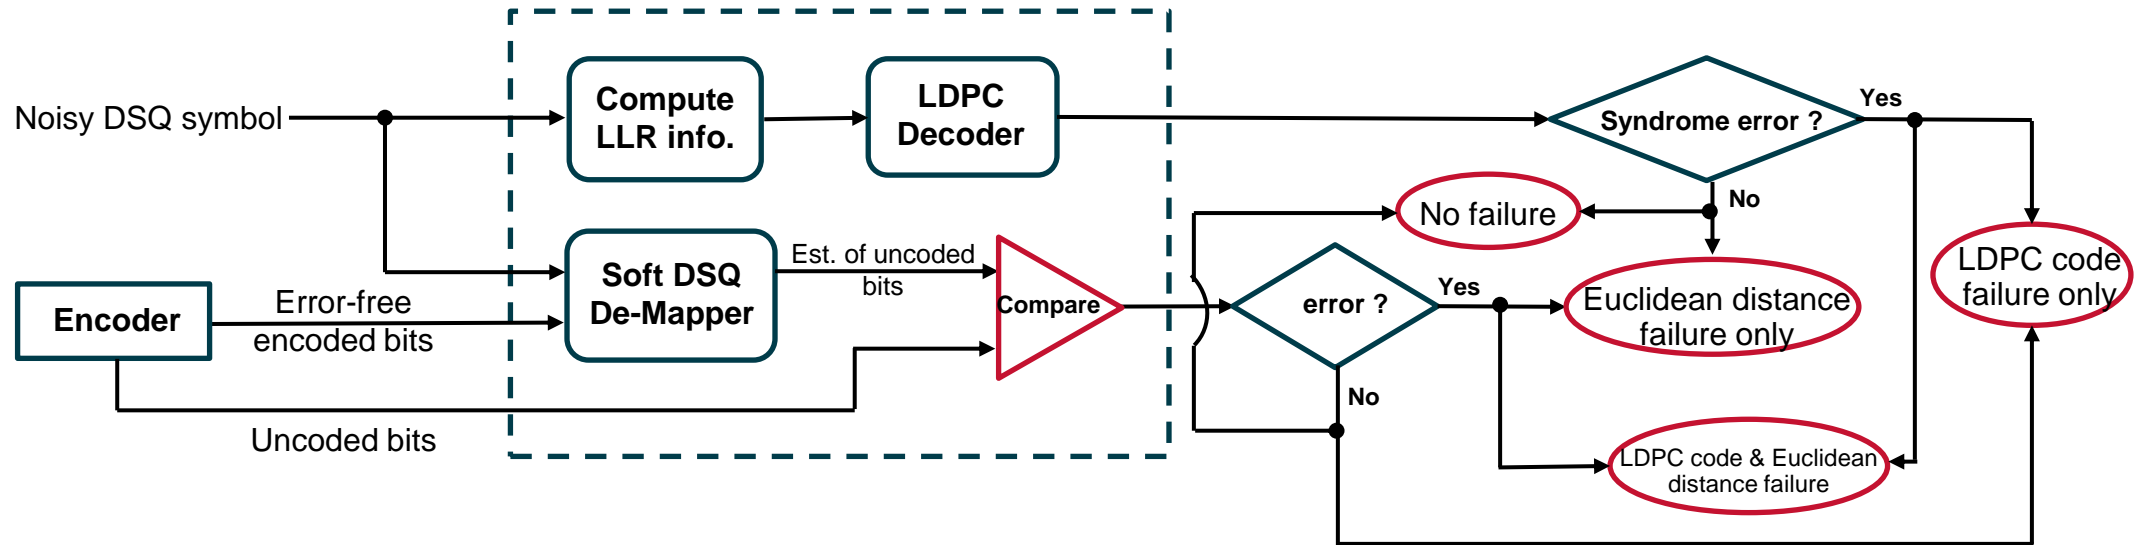 Noisy DSQ symbol
Compute
LLR info.
LDPC
Decoder
Syndrome error ?
Yes
No
No failure
LDPC code
failure only
Encoder
Error-free
encoded bits
Soft DSQ
De-Mapper
Est. of uncoded
bits
Compare
error ?
Yes
Euclidean distance
failure only
No
Uncoded bits
LDPC code & Euclidean
distance failure